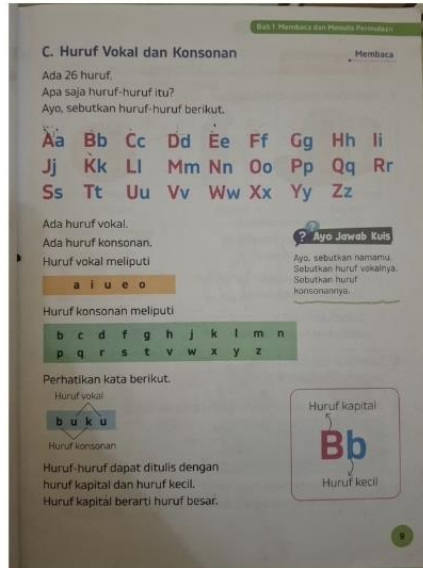 Bab 1 Membaca dan Menulis Permulaan
C. Huruf Vokal dan Konsonan
Membaca
Ada 26 huruf.
Apa saja huruf-huruf itu?
Ayo, sebutkan huruf-huruf berikut.
Aa Bb Cc Dd Ee Ff Gg Hh Ii
Jj Kk Ll Mm Nn Oo Pp Qq Rr
Ss Tt Uu Vv Ww Xx Yy Zz
Ada huruf vokal.
Ada huruf konsonan.
Huruf vokal meliputi
a i u e o
? ? Ayo Jawab Kuis
Ayo, sebutkan namamu.
Sebutkan huruf vokalnya.
Sebutkan huruf
konsonannya.
Huruf konsonan meliputi
b c d f g h j k l m n
p q r s t v w x y z
Perhatikan kata berikut.
Huruf vokal
b u k u
Huruf konsonan
Huruf-huruf dapat ditulis dengan
huruf kapital dan huruf kecil.
Huruf kapital berarti huruf besar.
Huruf kapital
Bb
Huruf kecil
9